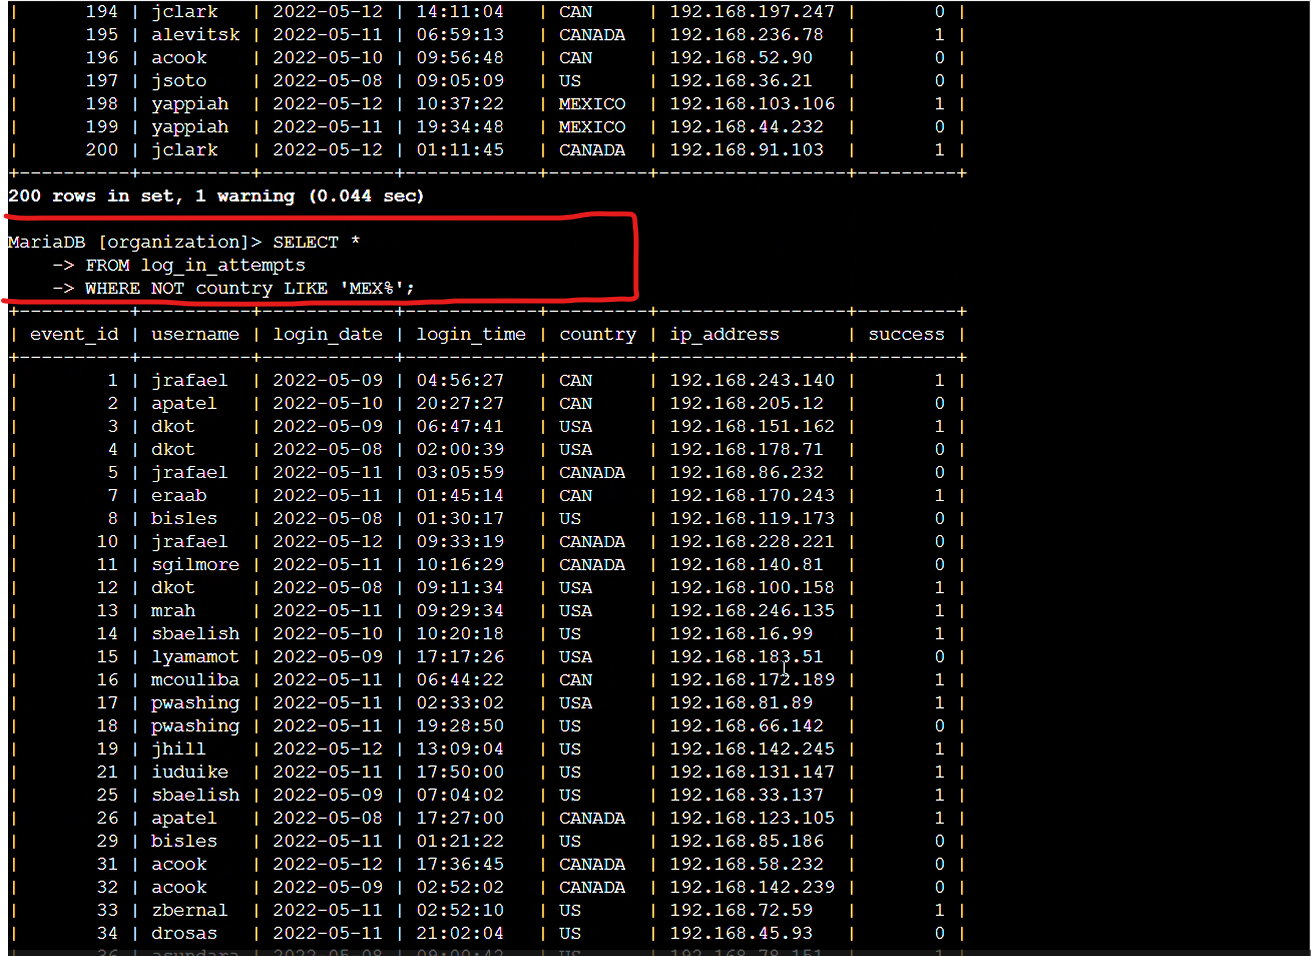 | 194 | jclark | 2022-05-12 | 14:11:04 | CAN | 192.168.197.247 | 0 |
| 195 | alevitsk | 2022-05-11 | 06:59:13 | CANADA | 192.168.236.78 | 1 |
| 196 | acook | 2022-05-10 | 09:56:48 | CAN | 192.168.52.90 | 0 |
| 197 | jsoto | 2022-05-08 | 09:05:09 | US | 192.168.36.21 | 0 |
| 198 | yappiah | 2022-05-12 | 10:37:22 | MEXICO | 192.168.103.106 | 1 |
| 199 | yappiah | 2022-05-11 | 19:34:48 | MEXICO | 192.168.44.232 | 0 |
| 200 | jclark | 2022-05-12 | 01:11:45 | CANADA | 192.168.91.103 | 1 |
+----------+----------+------------+------------+---------+-----------------+---------+
200 rows in set, 1 warning (0.044 sec)
MariaDB [organization]> SELECT *
-> FROM log_in_attempts
-> WHERE NOT country LIKE 'MEX%';
+----------+----------+------------+------------+---------+-----------------+---------+
| event_id | username | login_date | login_time | country | ip_address | success |
+----------+----------+------------+------------+---------+-----------------+---------+
| 1 | jrafael | 2022-05-09 | 04:56:27 | CAN | 192.168.243.140 | 1 |
| 2 | apatel | 2022-05-10 | 20:27:27 | CAN | 192.168.205.12 | 0 |
| 3 | dkot | 2022-05-09 | 06:47:41 | USA | 192.168.151.162 | 1 |
| 4 | dkot | 2022-05-08 | 02:00:39 | USA | 192.168.178.71 | 0 |
| 5 | jrafael | 2022-05-11 | 03:05:59 | CANADA | 192.168.86.232 | 0 |
| 7 | eraab | 2022-05-11 | 01:45:14 | CAN | 192.168.170.243 | 1 |
| 8 | bisles | 2022-05-08 | 01:30:17 | US | 192.168.119.173 | 0 |
| 10 | jrafael | 2022-05-12 | 09:33:19 | CANADA | 192.168.228.221 | 0 |
| 11 | sgilmore | 2022-05-11 | 10:16:29 | CANADA | 192.168.140.81 | 0 |
| 12 | dkot | 2022-05-08 | 09:11:34 | USA | 192.168.100.158 | 1 |
| 13 | mrah | 2022-05-11 | 09:29:34 | USA | 192.168.246.135 | 1 |
| 14 | sbaelish | 2022-05-10 | 10:20:18 | US | 192.168.16.99 | 1 |
| 15 | lyamamot | 2022-05-09 | 17:17:26 | USA | 192.168.183.51 | 0 |
| 16 | mcouliba | 2022-05-11 | 06:44:22 | CAN | 192.168.172.189 | 1 |
| 17 | pwashing | 2022-05-11 | 02:33:02 | USA | 192.168.81.89 | 1 |
| 18 | pwashing | 2022-05-11 | 19:28:50 | US | 192.168.66.142 | 0 |
| 19 | jhill | 2022-05-12 | 13:09:04 | US | 192.168.142.245 | 1 |
| 21 | iuduike | 2022-05-11 | 17:50:00 | US | 192.168.131.147 | 1 |
| 25 | sbaelish | 2022-05-09 | 07:04:02 | US | 192.168.33.137 | 1 |
| 26 | apatel | 2022-05-08 | 17:27:00 | CANADA | 192.168.123.105 | 1 |
| 29 | bisles | 2022-05-11 | 01:21:22 | US | 192.168.85.186 | 0 |
| 31 | acook | 2022-05-12 | 17:36:45 | CANADA | 192.168.58.232 | 0 |
| 32 | acook | 2022-05-09 | 02:52:02 | CANADA | 192.168.142.239 | 0 |
| 33 | zbernal | 2022-05-11 | 02:52:10 | US | 192.168.72.59 | 1 |
| 34 | drosas | 2022-05-11 | 21:02:04 | US | 192.168.45.93 | 0 |